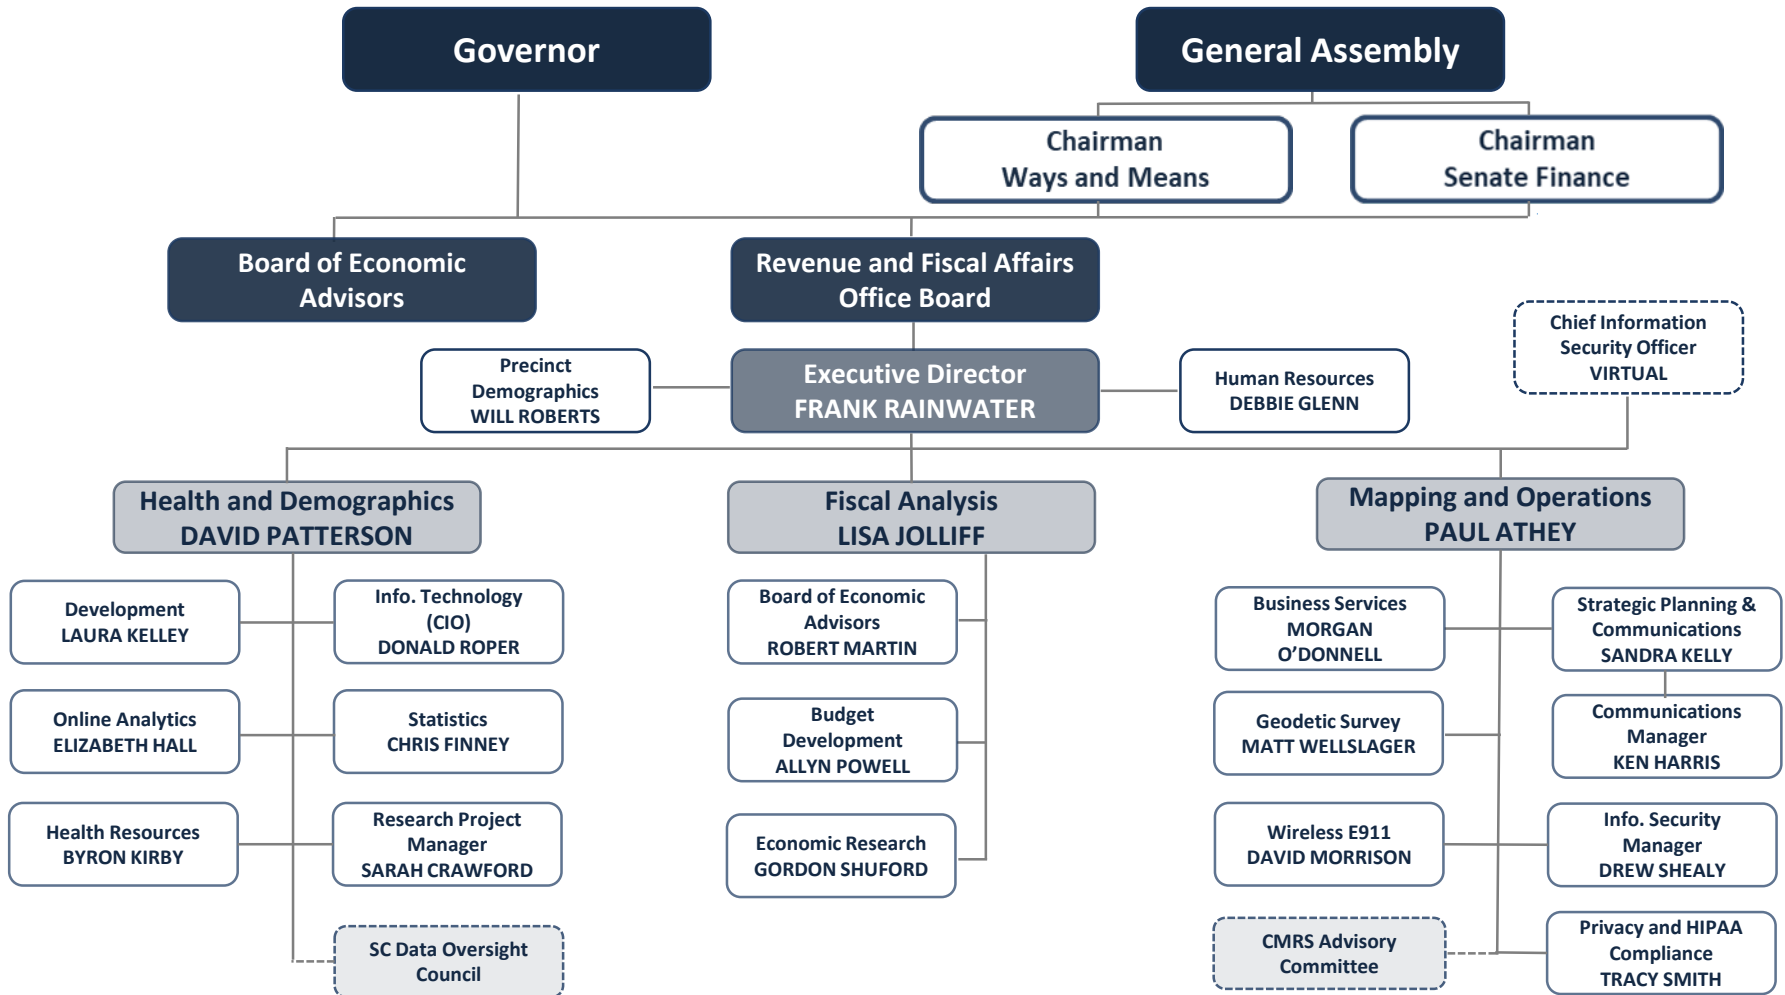 Governor
General Assembly
Chairman
Ways and Means
Chairman
Senate Finance
Board of Economic
Advisors
Revenue and Fiscal Affairs
Office Board
Chief Information
Security Officer
VIRTUAL
Precinct
Demographics
WILL ROBERTS
Executive Director
FRANK RAINWATER
Human Resources
DEBBIE GLENN
Health and Demographics
DAVID PATTERSON
Fiscal Analysis
LISA JOLLIFF
Mapping and Operations
PAUL ATHEY
Development
LAURA KELLEY
Info. Technology
(CIO)
DONALD ROPER
Online Analytics
ELIZABETH HALL
Statistics
CHRIS FINNEY
Health Resources
BYRON KIRBY
Research Project
Manager
SARAH CRAWFORD
SC Data Oversight
Council
Board of Economic
Advisors
ROBERT MARTIN
Budget
Development
ALLYN POWELL
Economic Research
GORDON SHUFORD
Business Services
MORGAN
O’DONNELL
Strategic Planning &
Communications
SANDRA KELLY
Geodetic Survey
MATT WELLSLAGER
Communications
Manager
KEN HARRIS
Wireless E911
DAVID MORRISON
Info. Security
Manager
DREW SHEALY
CMRS Advisory
Committee
Privacy and HIPAA
Compliance
TRACY SMITH